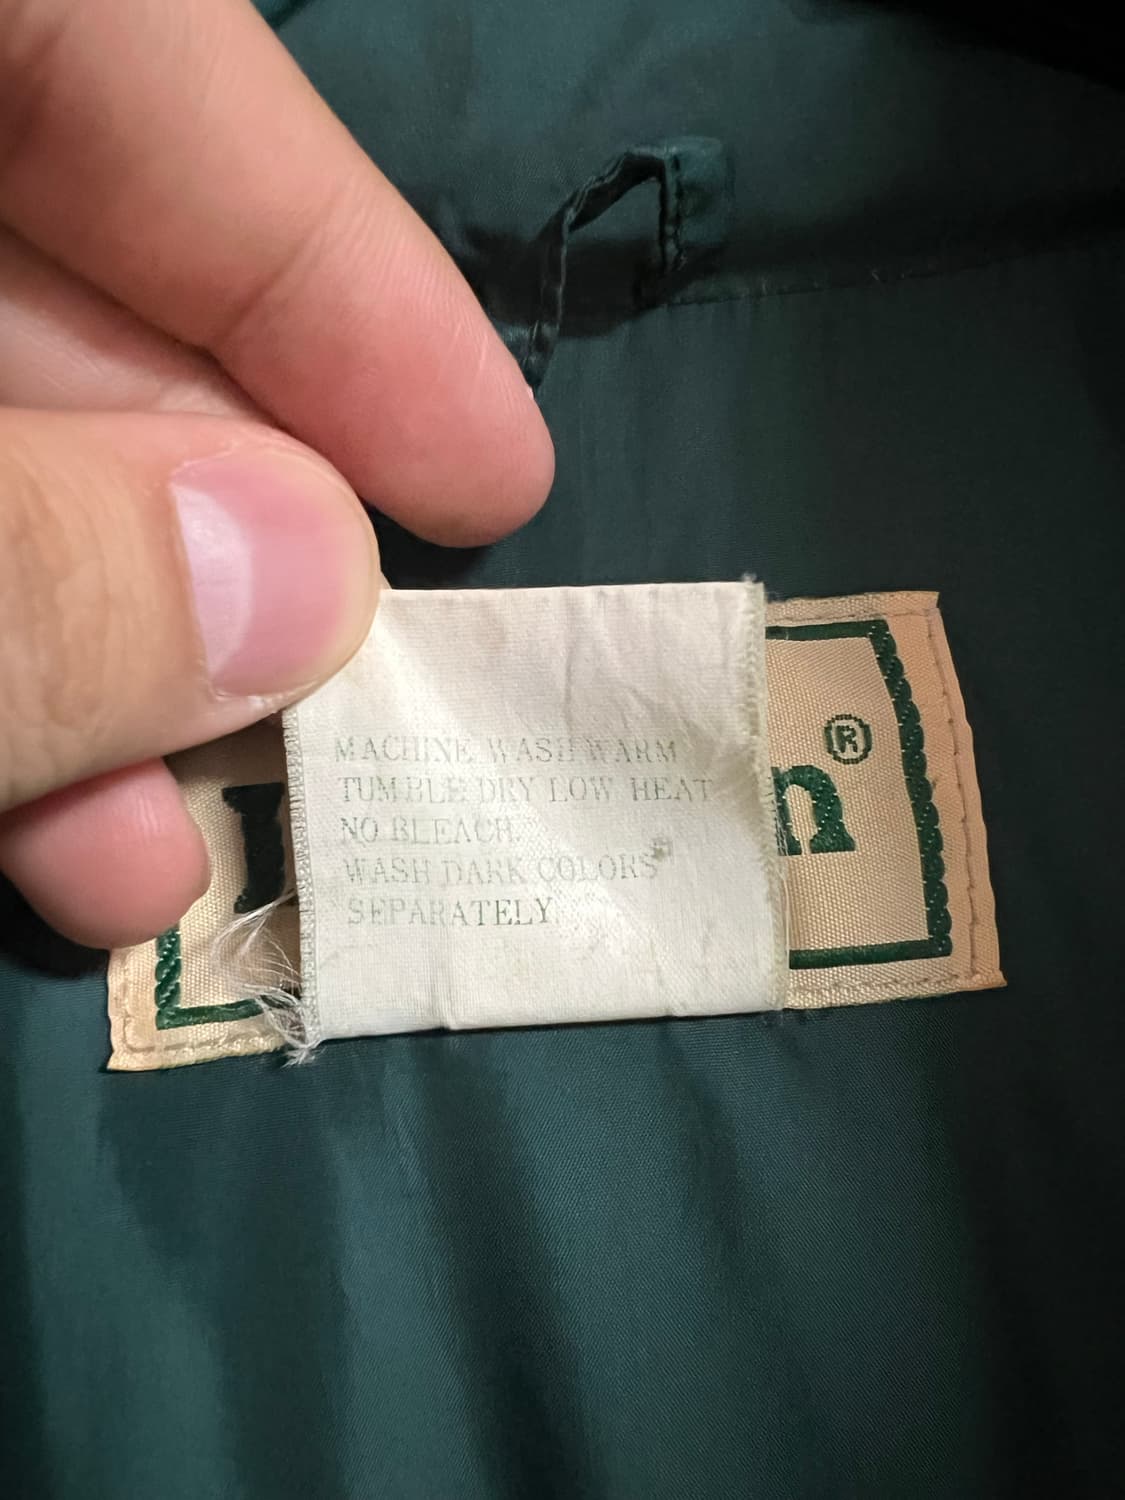 MACHINE WASH WARM
TUMBLE DRY LOW HEAT
NO BLEACH
WASH DARK COLORS
SEPARATELY
n®